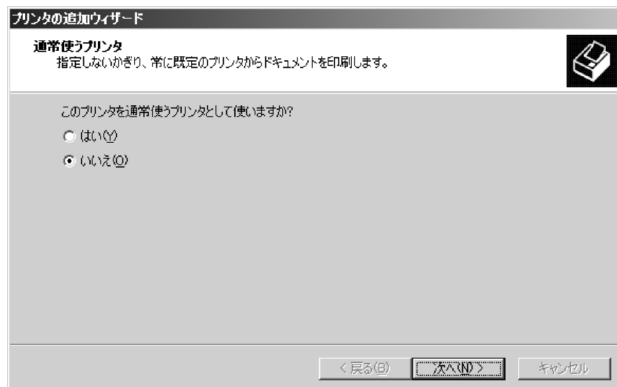 プリンタの追加ウィザード
通常使うプリンタ
指定しないかぎり、常に既定のプリンタからドキュメントを印刷します。
このプリンタを通常使うプリンタとして使いますか?
はい(Y)
いいえ(O)
< 戻る(B) 次へ(N) > キャンセル